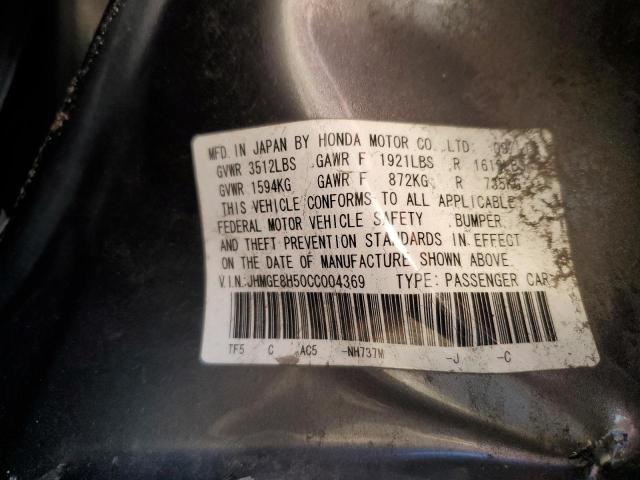 MFD. IN JAPAN BY HONDA MOTOR CO., LTD.
GVWR 3512LBS GAWR F 1921LBS R 1619LBS
GVWR 1594KG GAWR F 872KG R 735KG
THIS VEHICLE CONFORMS TO ALL APPLICABLE
FEDERAL MOTOR VEHICLE SAFETY , BUMPER,
AND THEFT PREVENTION STANDARDS IN EFFECT
ON THE DATE OF MANUFACTURE SHOWN ABOVE.
V.I.N:JHMGE8H50CC004369 TYPE: PASSENGER CAR
TF5 C AC5 -NH737M -J -C